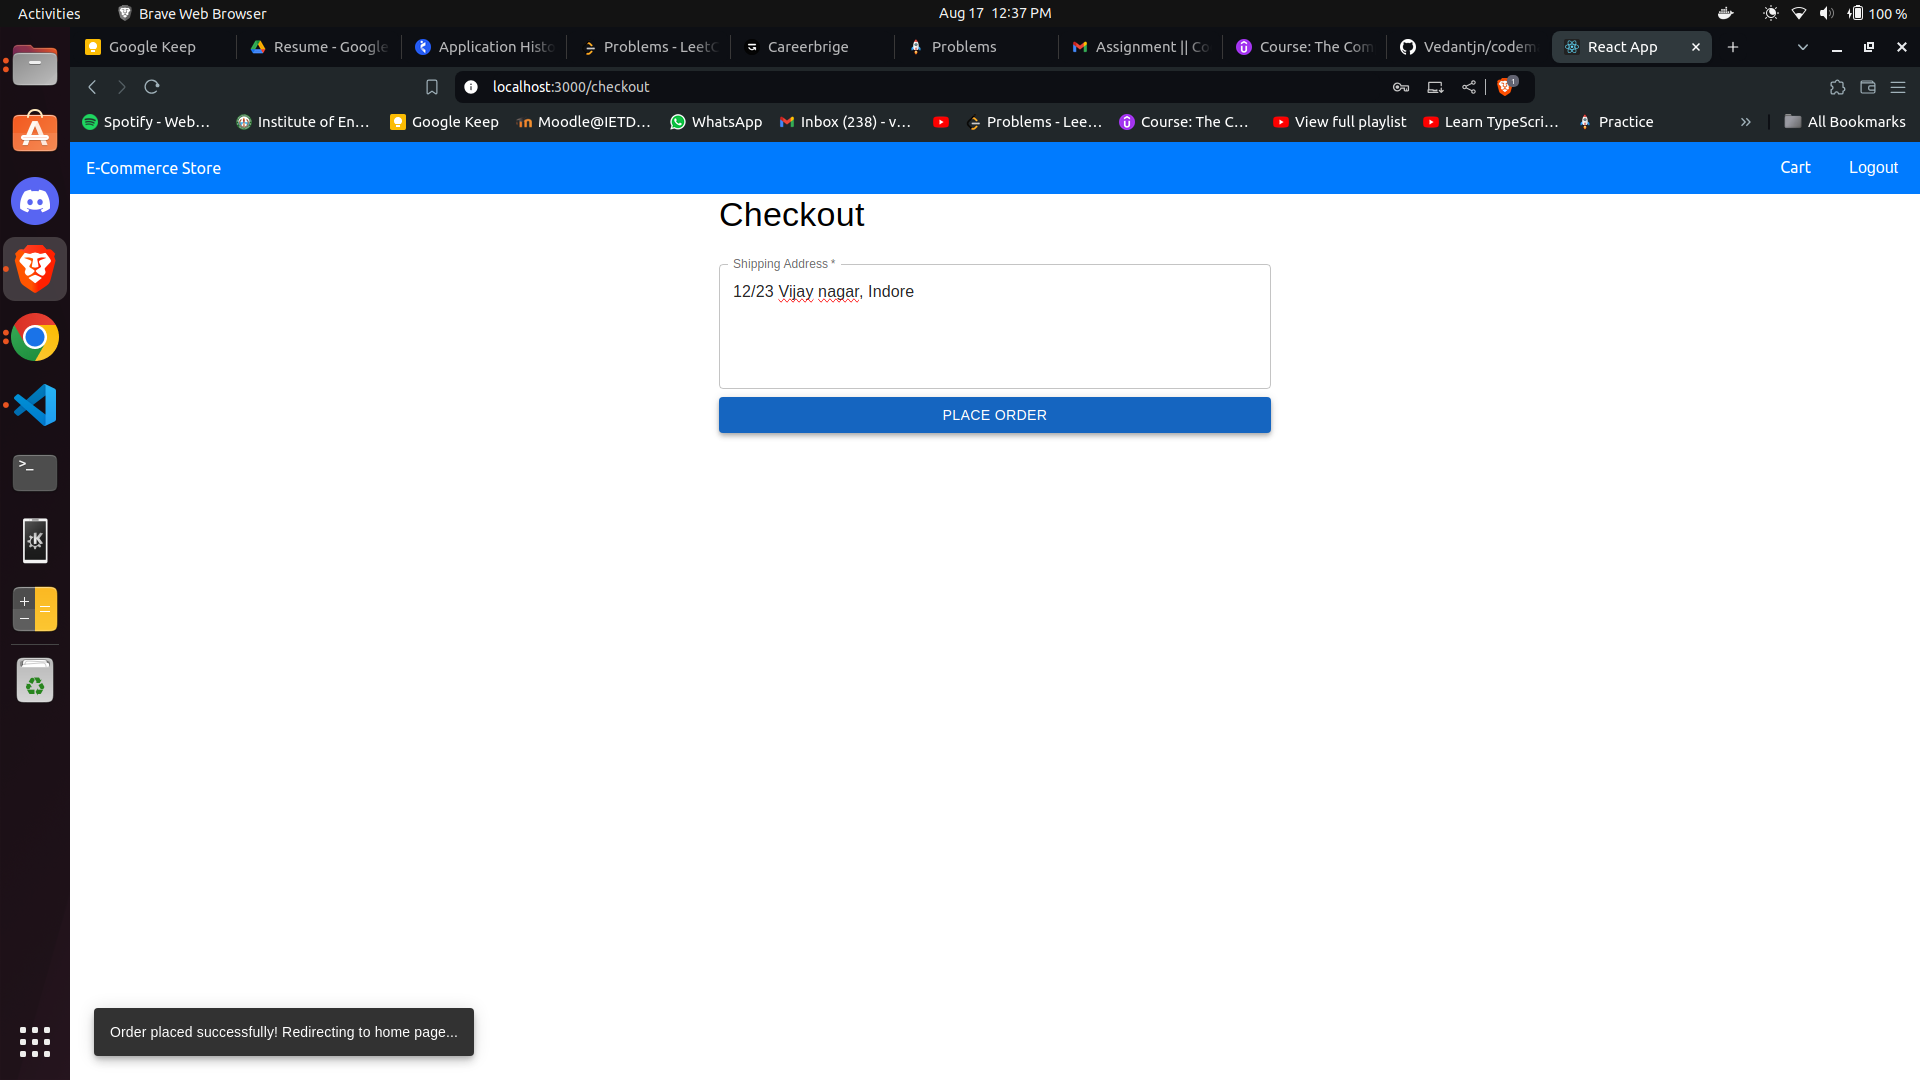 Activities
Brave Web Browser
Aug 17 12:37 PM
100 %
Google Keep
Resume - Google
Application Histo
Problems - LeetC
Careerbrige
Problems
Assignment || Co
Course: The Com
Vedantjn/codem
React App
localhost:3000/checkout
1
Spotify - Web...
Institute of En...
Google Keep
Moodle@IETD...
WhatsApp
Inbox (238) - v...
Problems - Lee...
Course: The C...
View full playlist
Learn TypeScri...
Practice
All Bookmarks
E-Commerce Store
Cart
Logout
Checkout
Shipping Address *
12/23 Vijay nagar, Indore
PLACE ORDER
Order placed successfully! Redirecting to home page...